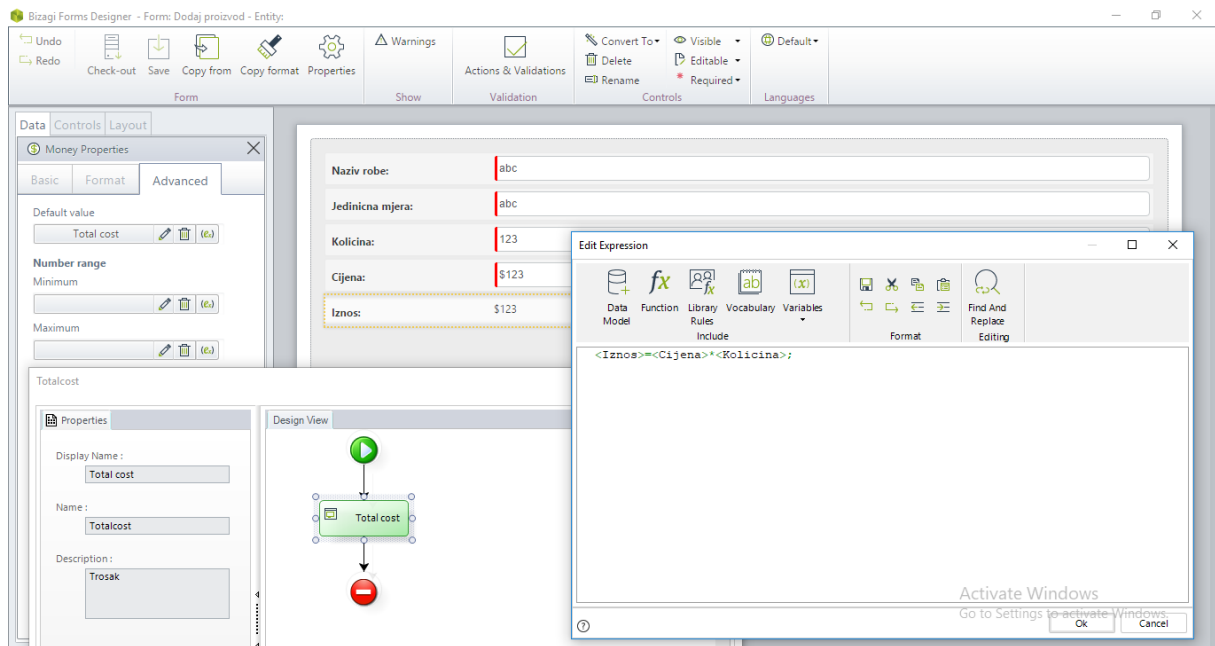 Bizagi Forms Designer - Form: Dodaj proizvod - Entity:
Undo
Redo
Check-out Save Copy from Copy format Properties
Form
Warnings
Show
Actions & Validations
Validation
Convert To Visible
Delete Editable
Rename * Required
Controls
Default
Languages
Data Controls Layout
Money Properties
Basic Format Advanced
Default value
Total cost
Number range
Minimum
Maximum
Naziv robe: abc
Jedinicna mjera: abc
Kolicina: 123
Cijena: $123
Iznos: $123
Edit Expression
Data Model
Function
Library Rules
Vocabulary
Variables
Include
Format
Find And Replace
Editing
<Iznos>=<Cijena>*<Kolicina>;
Totalcost
Properties
Display Name :
Total cost
Name :
Totalcost
Description :
Trosak
Design View
Total cost
Activate Windows
Go to Settings to activate Windows.
Ok Cancel